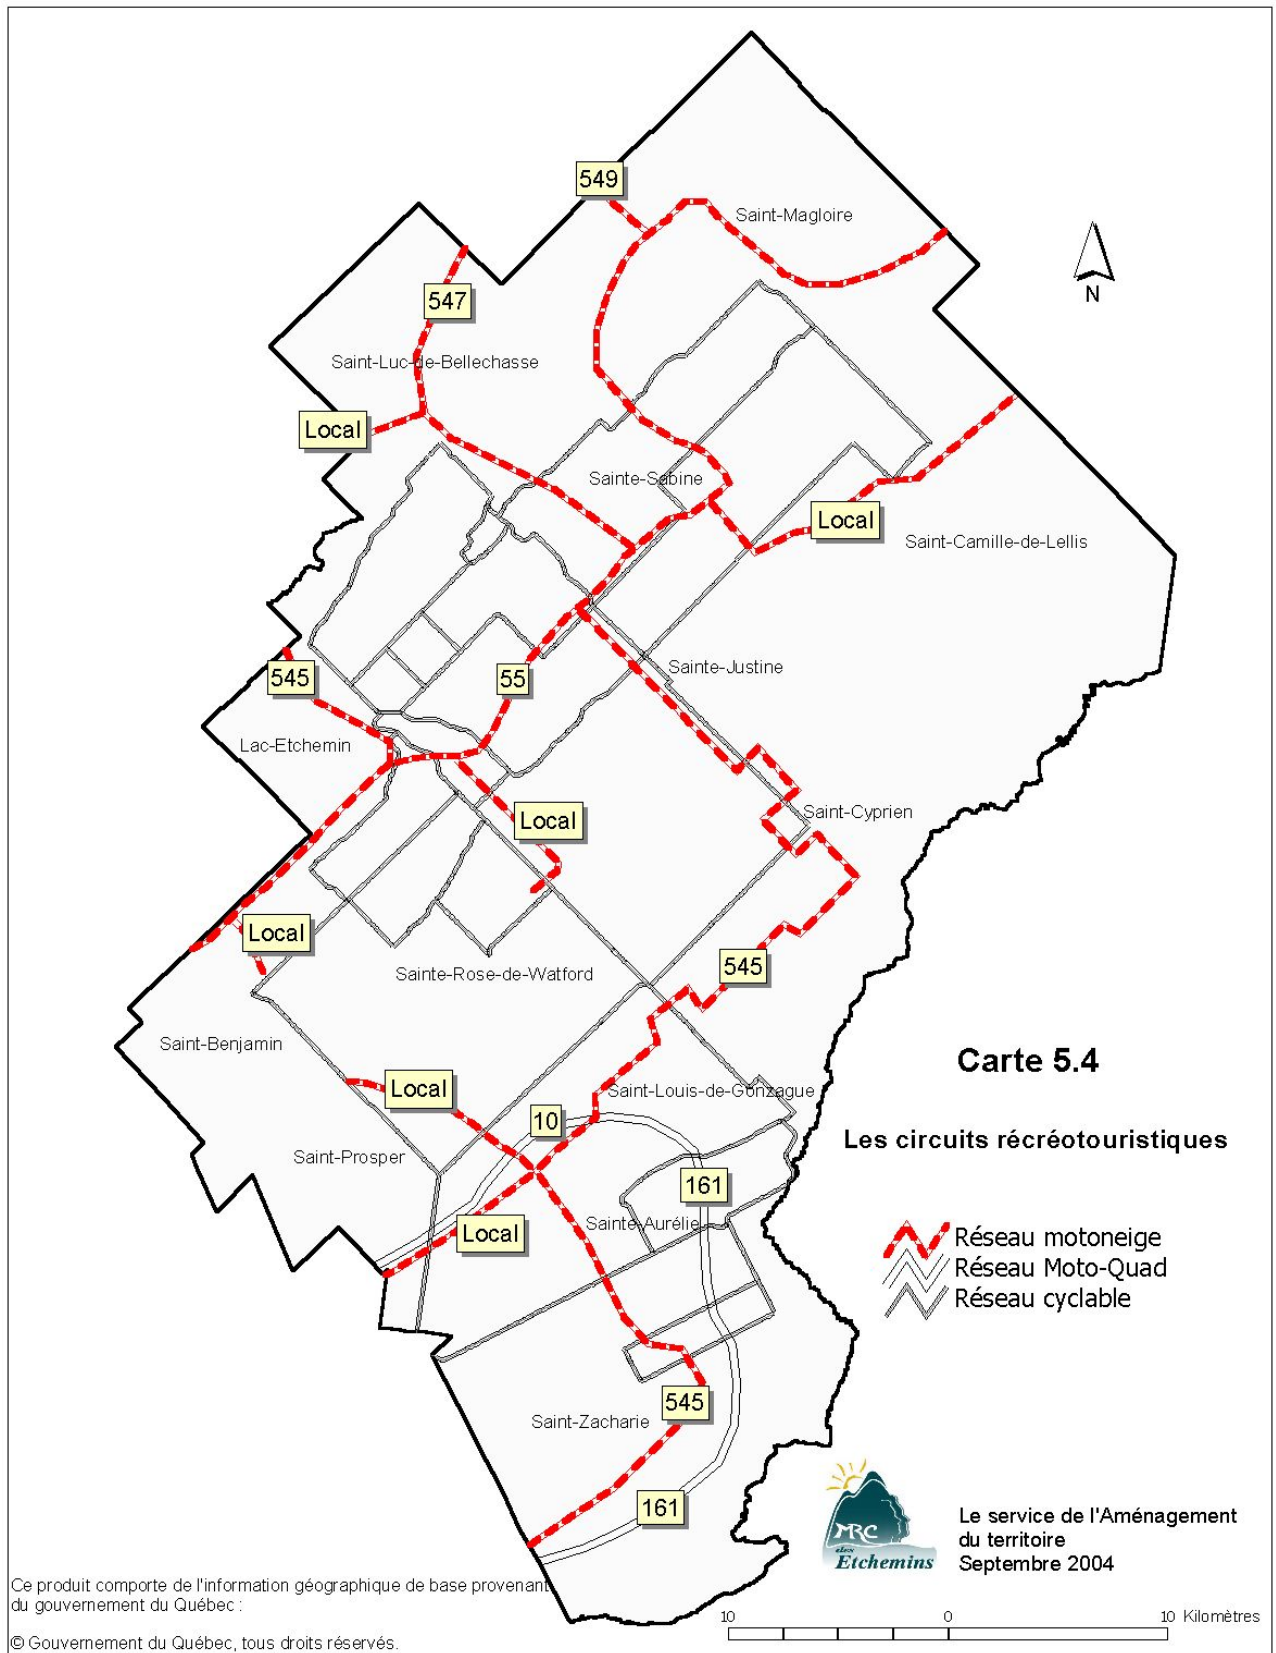 549
Saint-Magloire
N
547
Saint-Luc-de-Bellechasse
Local
Sainte-Sabine
Local
Saint-Camille-de-Lellis
545
55
Sainte-Justine
Lac-Etchemin
Local
Saint-Cyprien
Local
545
Sainte-Rose-de-Watford
Saint-Benjamin
Carte 5.4
Local
Saint-Louis-de-Gonzague
10
Les circuits récréotouristiques
Saint-Prosper
161
Local
Sainte-Aurélie
Réseau motoneige
Réseau Moto-Quad
Réseau cyclable
545
Saint-Zacharie
161
MRC
des
Etchemins
Le service de l'Aménagement
du territoire
Septembre 2004
Ce produit comporte de l'information géographique de base provenant
du gouvernement du Québec :
10 0 10 Kilomètres
© Gouvernement du Québec, tous droits réservés.